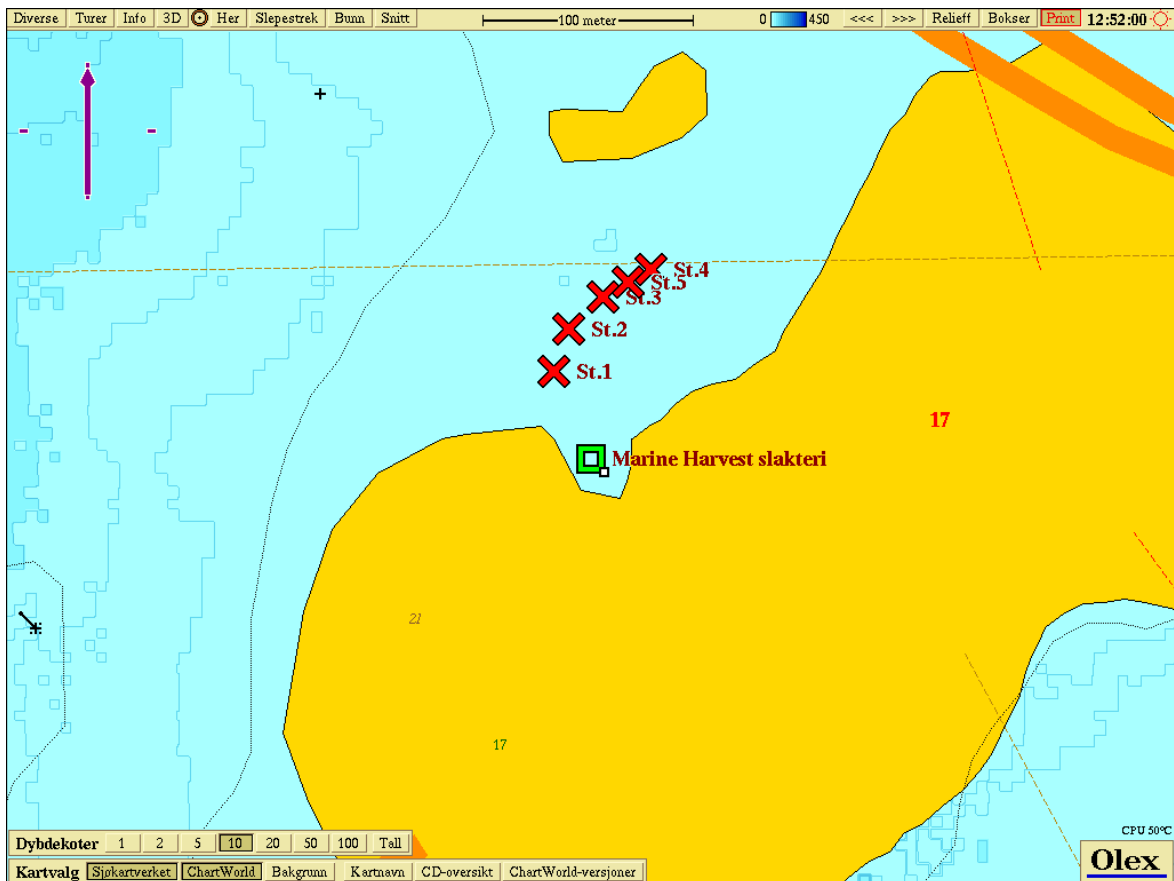 Diverse Turer Info 3D Her Slepestrek Bunn Snitt 100 meter 0 450 <<< >>> Relieff Bokser Print 12:52:00
St.4
St.5
St.3
St.2
St.1
17
Marine Harvest slakteri
21
17
CPU 50°C
Dybdekoter 1 2 5 10 20 50 100 Tall
Olex
Kartvalg Sjøkartverket ChartWorld Bakgrunn Kartnavn CD-oversikt ChartWorld-versjoner